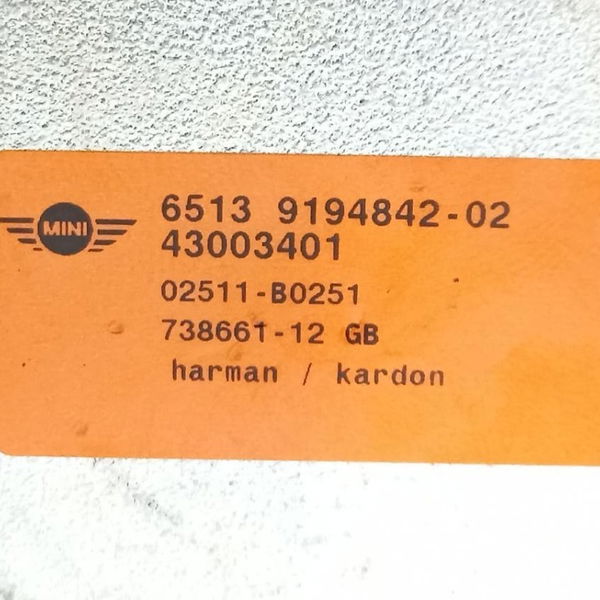 MINI
6513 9194842-02
43003401
02511-B0251
738661-12 GB
harman / kardon